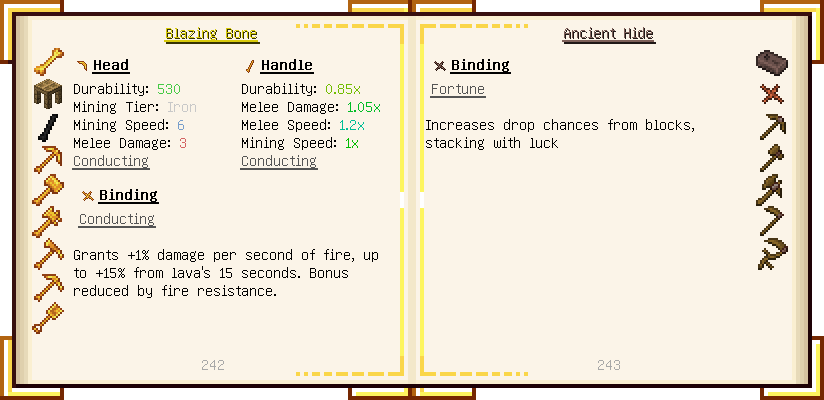 Blazing Bone
Head
Durability: 530
Mining Tier: Iron
Mining Speed: 6
Melee Damage: 3
Conducting
Handle
Durability: 0.85x
Melee Damage: 1.05x
Melee Speed: 1.2x
Mining Speed: 1x
Conducting
Binding
Conducting
Grants +1% damage per second of fire, up
to +15% from lava's 15 seconds. Bonus
reduced by fire resistance.
242
Ancient Hide
Binding
Fortune
Increases drop chances from blocks,
stacking with luck
243